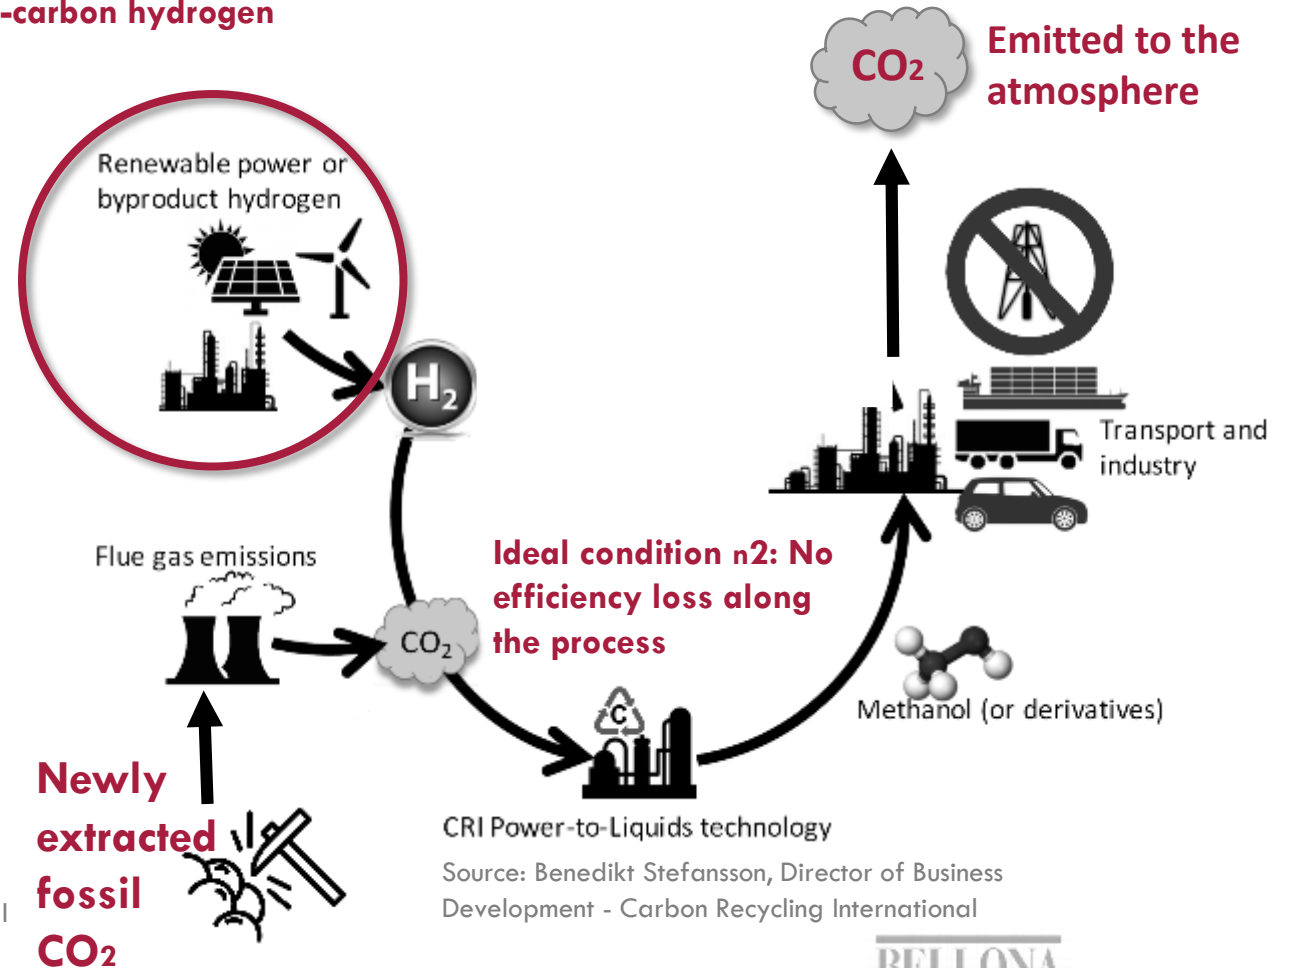 -carbon hydrogen
CO2
Emitted to the
atmosphere
Renewable power or
byproduct hydrogen
H2
Transport and
industry
Flue gas emissions
CO2
Ideal condition n2: No
efficiency loss along
the process
C
Methanol (or derivatives)
Newly
extracted
fossil
CO2
CRI Power-to-Liquids technology
Source: Benedikt Stefansson, Director of Business
Development - Carbon Recycling International
BELLONA